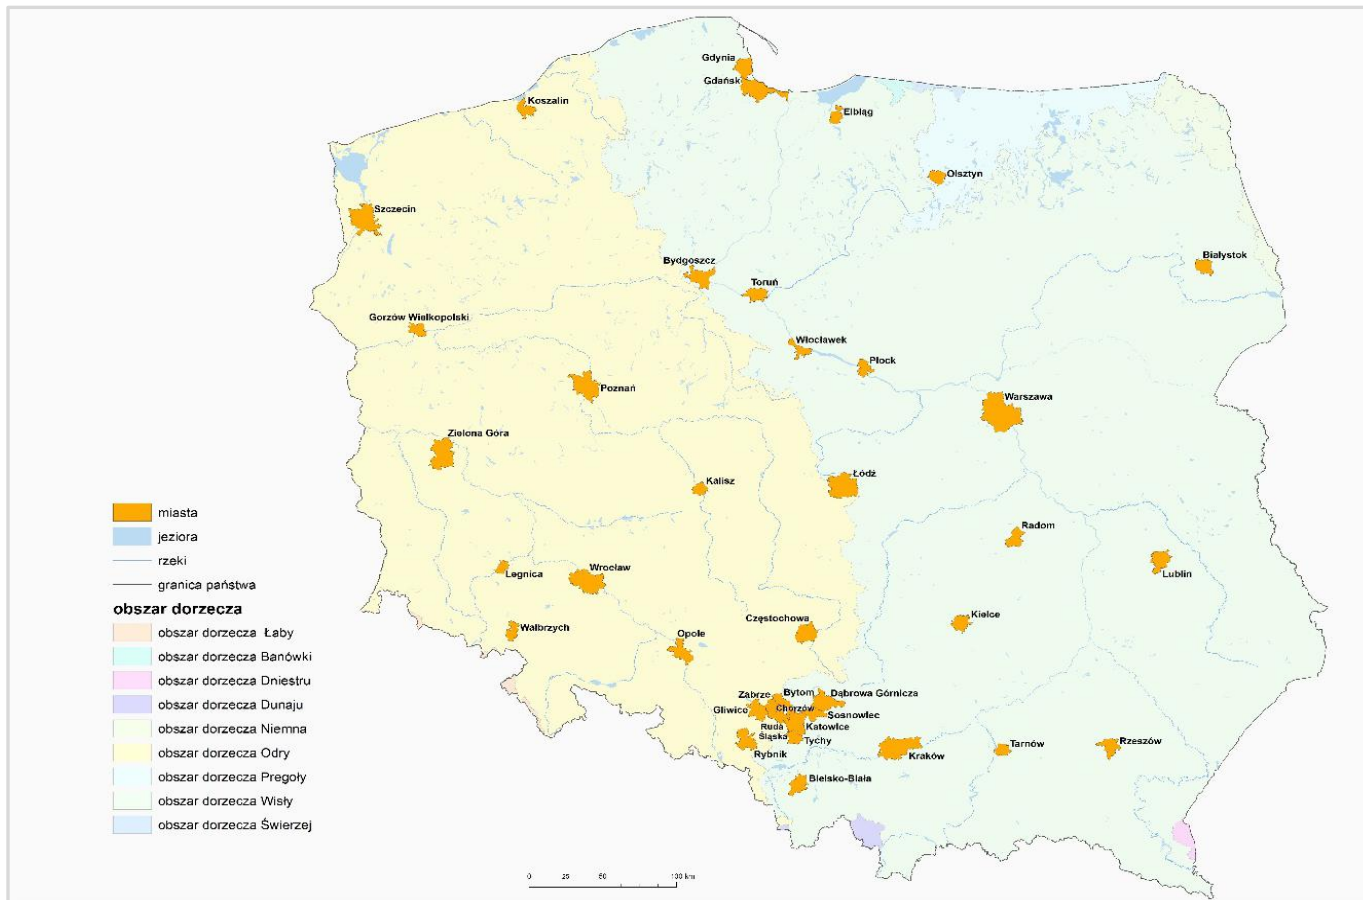 Gdynia
Gdańsk
Koszalin
Elbląg
Olsztyn
Szczecin
Bydgoszcz
Toruń
Białystok
Gorzów Wielkopolski
Włocławek
Płock
Poznań
Warszawa
Zielona Góra
Kalisz
Łódź
Radom
Legnica
Wrocław
Lublin
Wałbrzych
Opole
Częstochowa
Kielce
Zabrze
Bytom
Dąbrowa Górnicza
Gliwice
Chorzów
Sosnowiec
Ruda
Śląska
Katowice
Tychy
Rybnik
Kraków
Tarnów
Rzeszów
Bielsko-Biała
miasta
jeziora
rzeki
granica państwa
obszar dorzecza
obszar dorzecza Łaby
obszar dorzecza Banówki
obszar dorzecza Dniestru
obszar dorzecza Dunaju
obszar dorzecza Niemna
obszar dorzecza Odry
obszar dorzecza Pregoły
obszar dorzecza Wisły
obszar dorzecza Świerzej
0 25 50 100 km